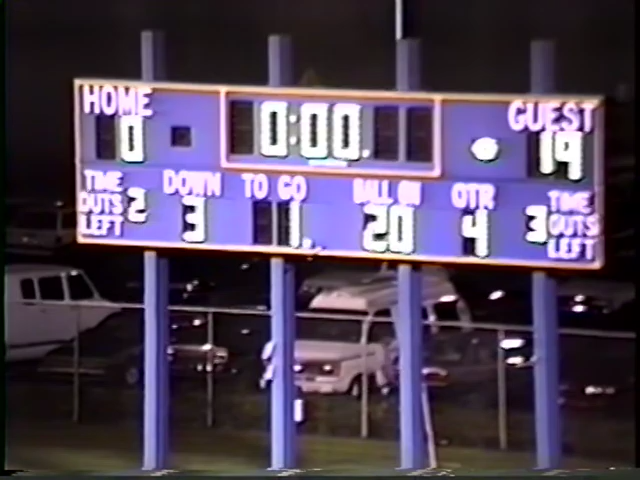 HOME 0:00 GUEST
0 19
TIME OUTS LEFT 2 DOWN 3 TO GO 1 BALL ON 20 QTR 4 3 TIME OUTS LEFT